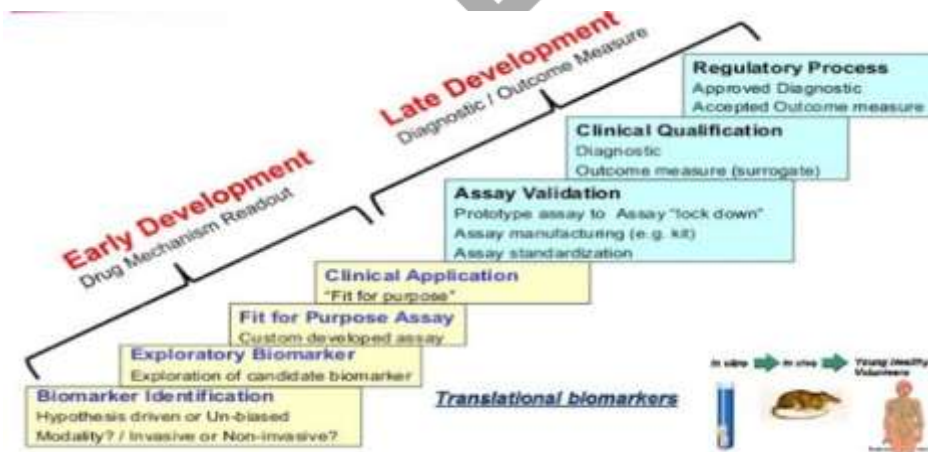 Early Development
Drug Mechanism Readout
Late Development
Diagnostic / Outcome Measure
Regulatory Process
Approved Diagnostic
Accepted Outcome measure
Clinical Qualification
Diagnostic
Outcome measure (surrogate)
Assay Validation
Prototype assay to Assay "lock down"
Assay manufacturing (e.g. kit)
Assay standardization
Clinical Application
"Fit for purpose"
Fit for Purpose Assay
Custom developed assay
Exploratory Biomarker
Exploration of candidate biomarker
Biomarker Identification
Hypothesis driven or Un-biased
Modality? / Invasive or Non-invasive?
Translational biomarkers
In vitro
In vivo
Young Healthy
Volunteers